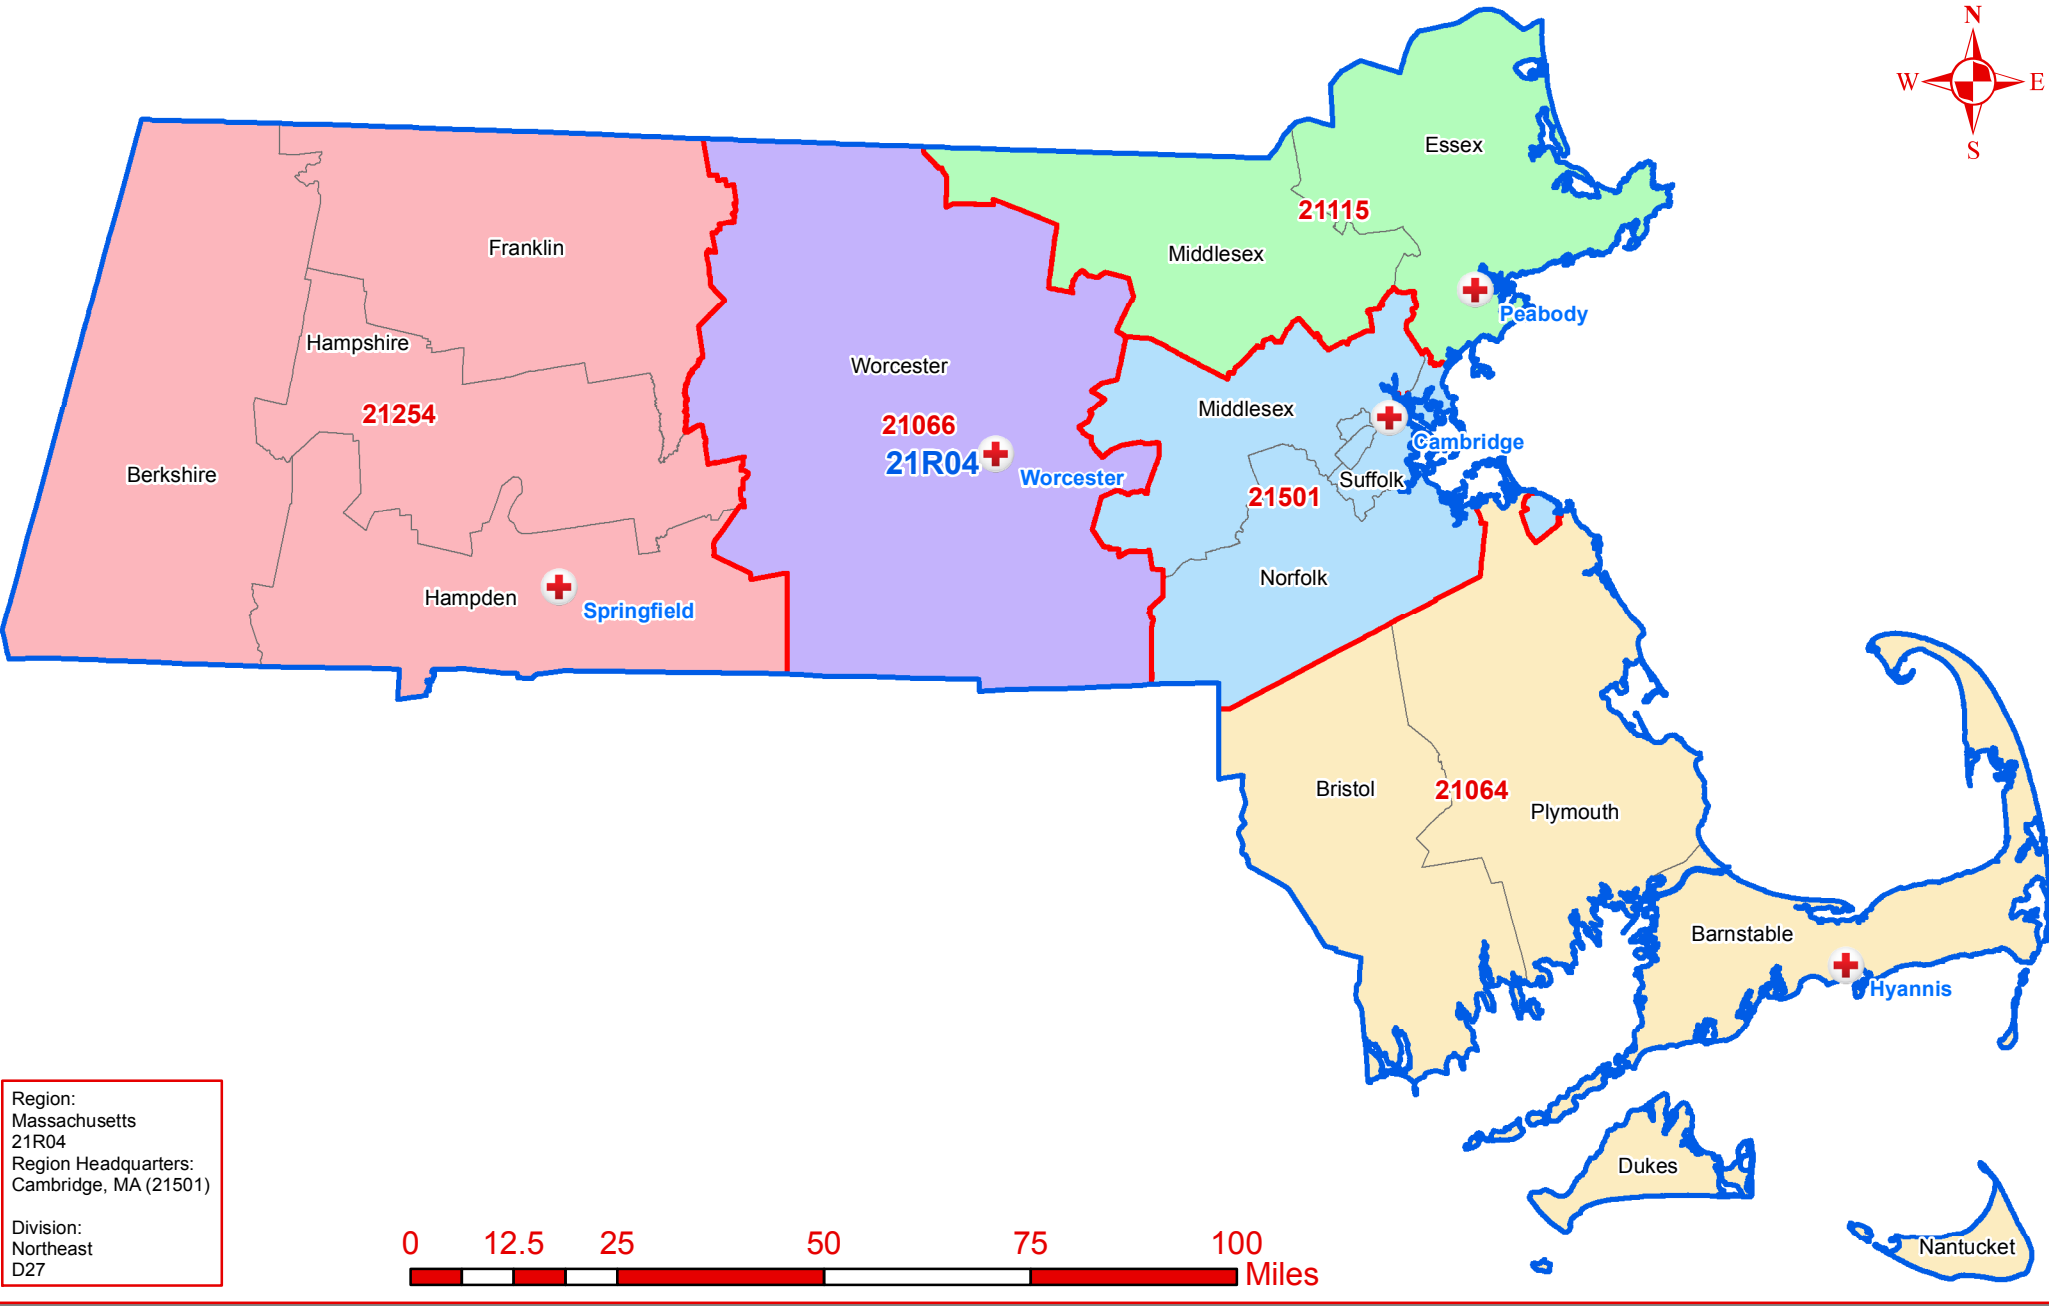 N
W E
S
Essex
21115
Middlesex
Peabody
Franklin
Hampshire
21254
Berkshire
Hampden
Springfield
Worcester
21066
21R04
Worcester
Middlesex
Cambridge
Suffolk
21501
Norfolk
Bristol
21064
Plymouth
Barnstable
Hyannis
Dukes
Nantucket
Region:
Massachusetts
21R04
Region Headquarters:
Cambridge, MA (21501)
Division:
Northeast
D27
0 12.5 25 50 75 100
Miles